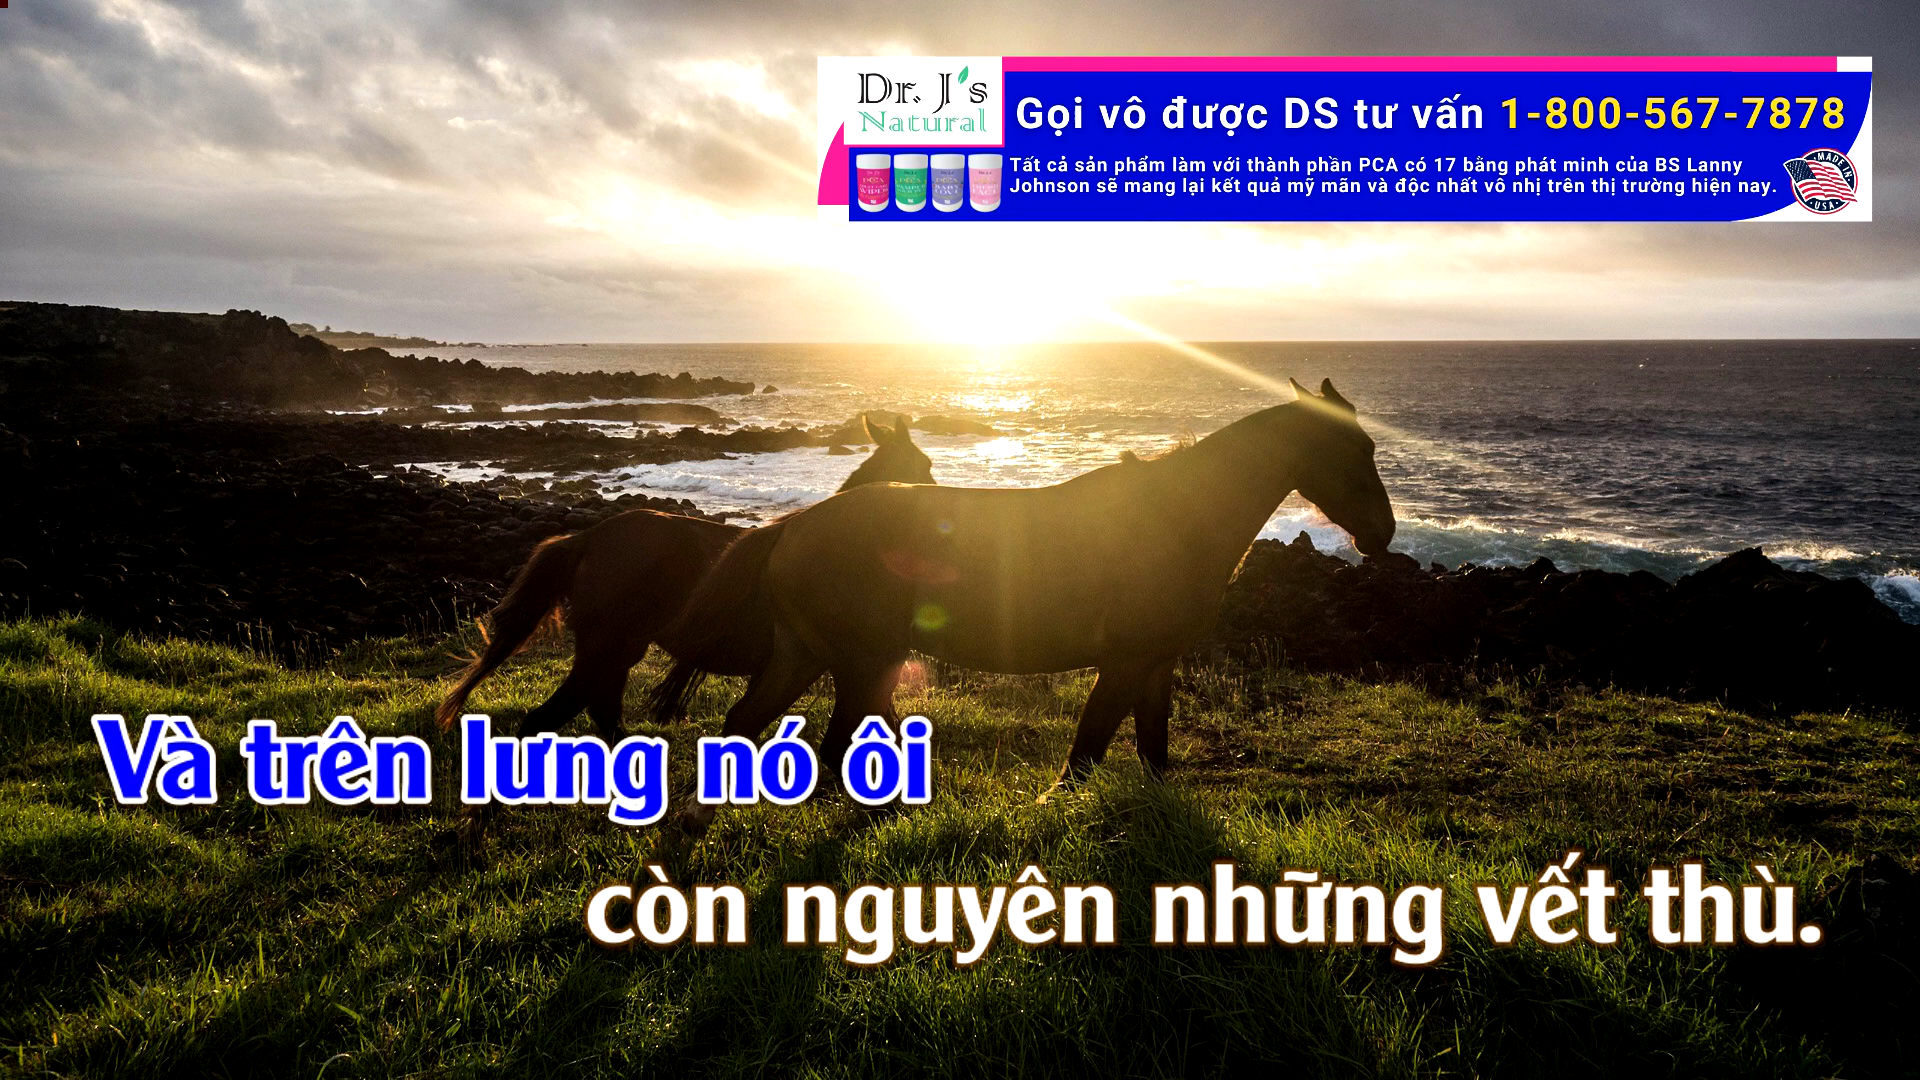 Dr. J's
Natural
Gọi vô được DS tư vấn 1-800-567-7878
Tất cả sản phẩm làm với thành phần PCA có 17 bằng phát minh của BS Lanny
Johnson sẽ mang lại kết quả mỹ mãn và độc nhất vô nhị trên thị trường hiện nay.
MADE IN
USA
Và trên lưng nó ôi
còn nguyên những vết thù.